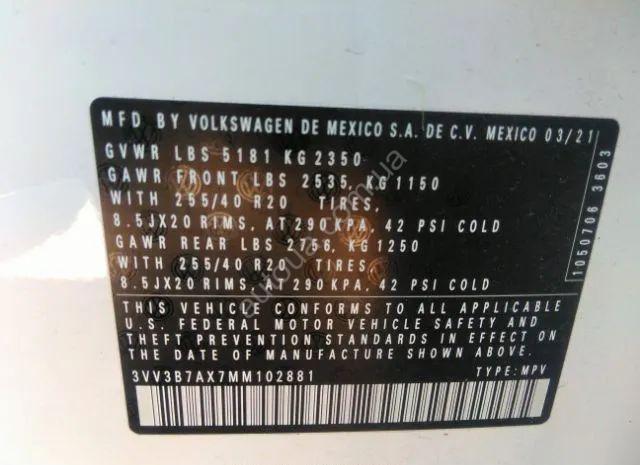 MFD. BY VOLKSWAGEN DE MEXICO S.A. DE C.V. MEXICO 03/21
GVWR LBS 5181 KG 2350
GAWR FRONT LBS 2535, KG 1150
WITH 255/40 R20 TIRES,
8.5JX20 RIMS, AT 290 KPA, 42 PSI COLD
GAWR REAR LBS 2756, KG 1250
WITH 255/40 R20 TIRES,
8.5JX20 RIMS, AT 290 KPA, 42 PSI COLD
THIS VEHICLE CONFORMS TO ALL APPLICABLE
U.S. FEDERAL MOTOR VEHICLE SAFETY AND
THEFT PREVENTION STANDARDS IN EFFECT ON
THE DATE OF MANUFACTURE SHOWN ABOVE.
3VV3B7AX7MM102881 TYPE: MPV
1050706 3603
autoua.com.ua